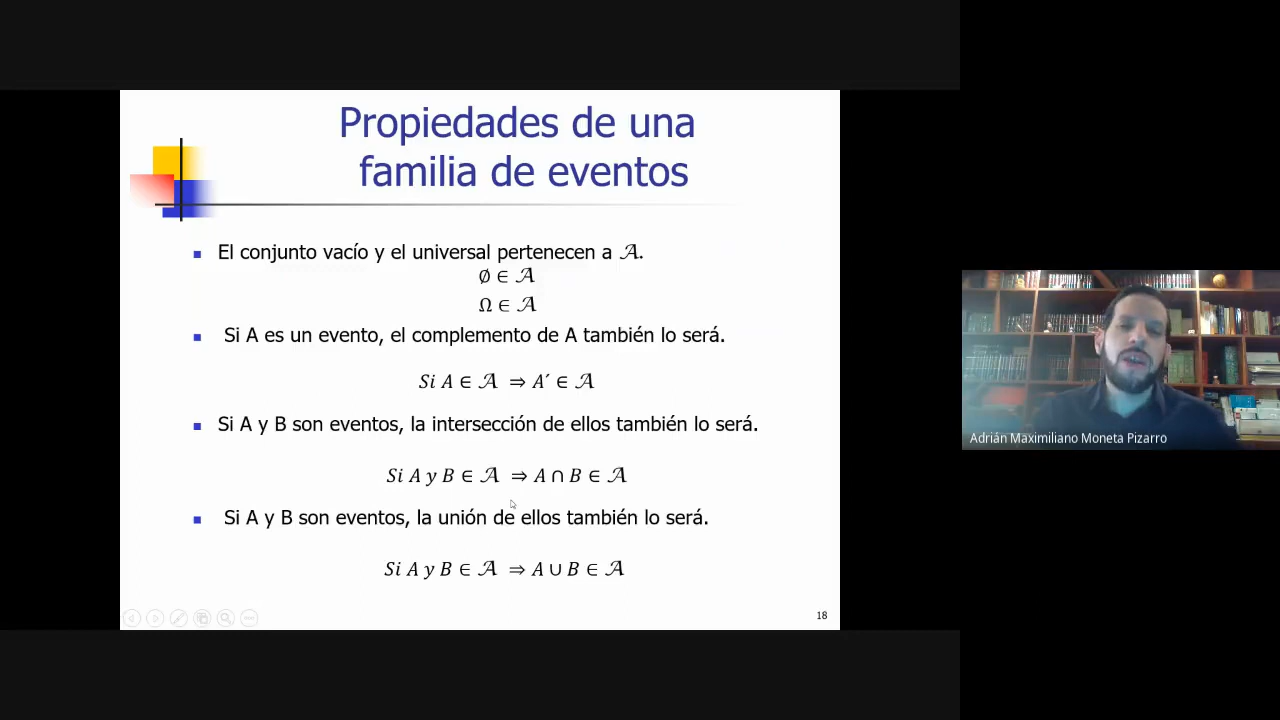 Propiedades de una
familia de eventos
El conjunto vacío y el universal pertenecen a 𝒜.
∅ ∈ 𝒜
Ω ∈ 𝒜
Si A es un evento, el complemento de A también lo será.
Si A ∈ 𝒜 ⇒ A´ ∈ 𝒜
Si A y B son eventos, la intersección de ellos también lo será.
Si A y B ∈ 𝒜 ⇒ A ∩ B ∈ 𝒜
Si A y B son eventos, la unión de ellos también lo será.
Si A y B ∈ 𝒜 ⇒ A ∪ B ∈ 𝒜
18
Adrián Maximiliano Moneta Pizarro